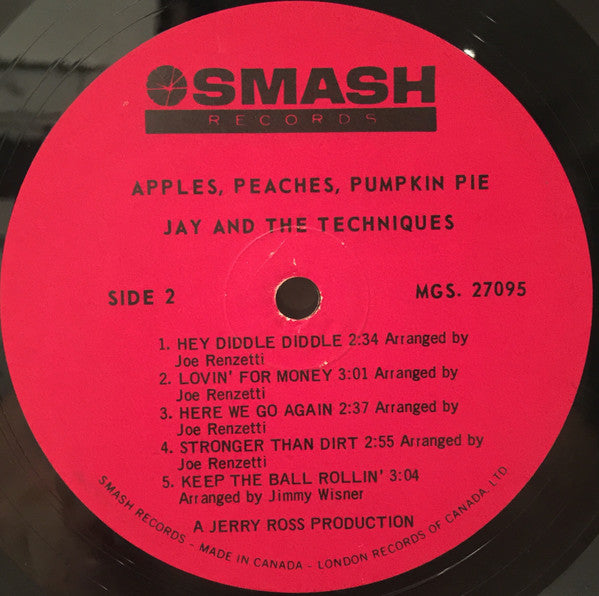 SMASH
RECORDS
APPLES, PEACHES, PUMPKIN PIE
JAY AND THE TECHNIQUES
SIDE 2
MGS. 27095
1. HEY DIDDLE DIDDLE 2:34 Arranged by
Joe Renzetti
2. LOVIN' FOR MONEY 3:01 Arranged by
Joe Renzetti
3. HERE WE GO AGAIN 2:37 Arranged by
Joe Renzetti
4. STRONGER THAN DIRT 2:55 Arranged by
Joe Renzetti
5. KEEP THE BALL ROLLIN' 3:04
Arranged by Jimmy Wisner
A JERRY ROSS PRODUCTION
SMASH RECORDS - MADE IN CANADA - LONDON RECORDS OF CANADA, LTD